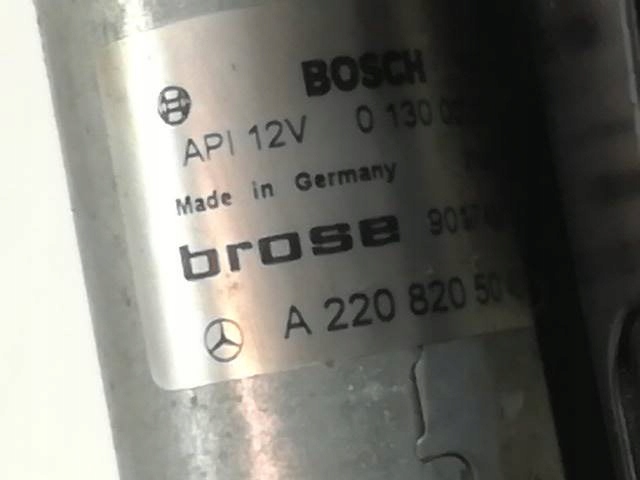 BOSCH
API 12V 0 130
Made in Germany
brose
A 220 820